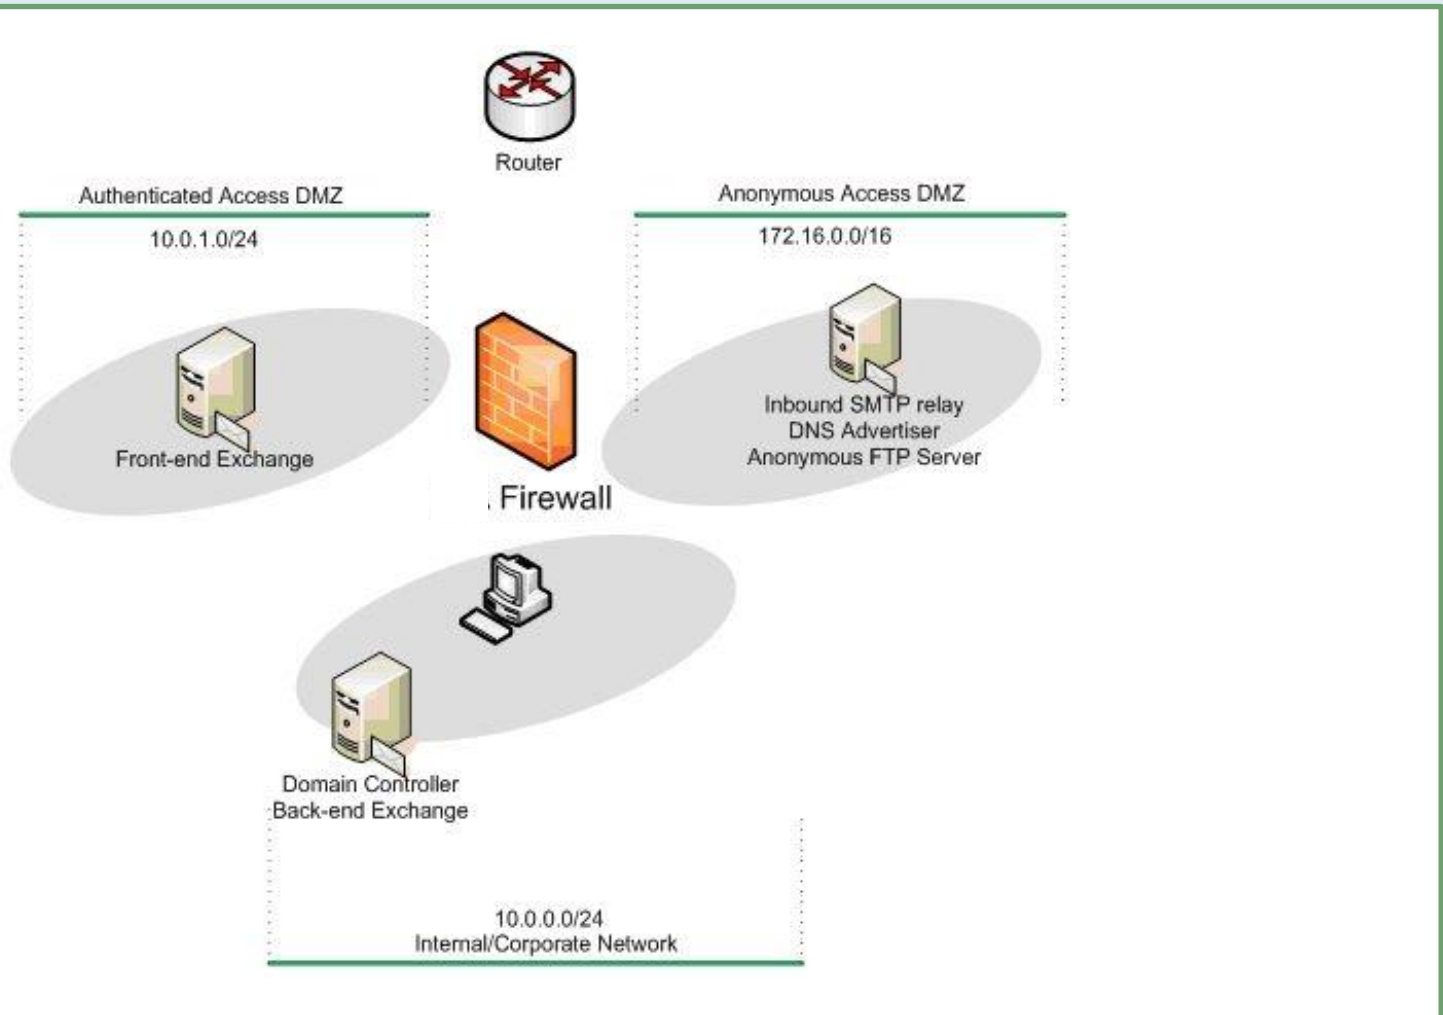 Router
Authenticated Access DMZ
10.0.1.0/24
Anonymous Access DMZ
172.16.0.0/16
Front-end Exchange
Firewall
Inbound SMTP relay
DNS Advertiser
Anonymous FTP Server
Domain Controller
Back-end Exchange
10.0.0.0/24
Internal/Corporate Network